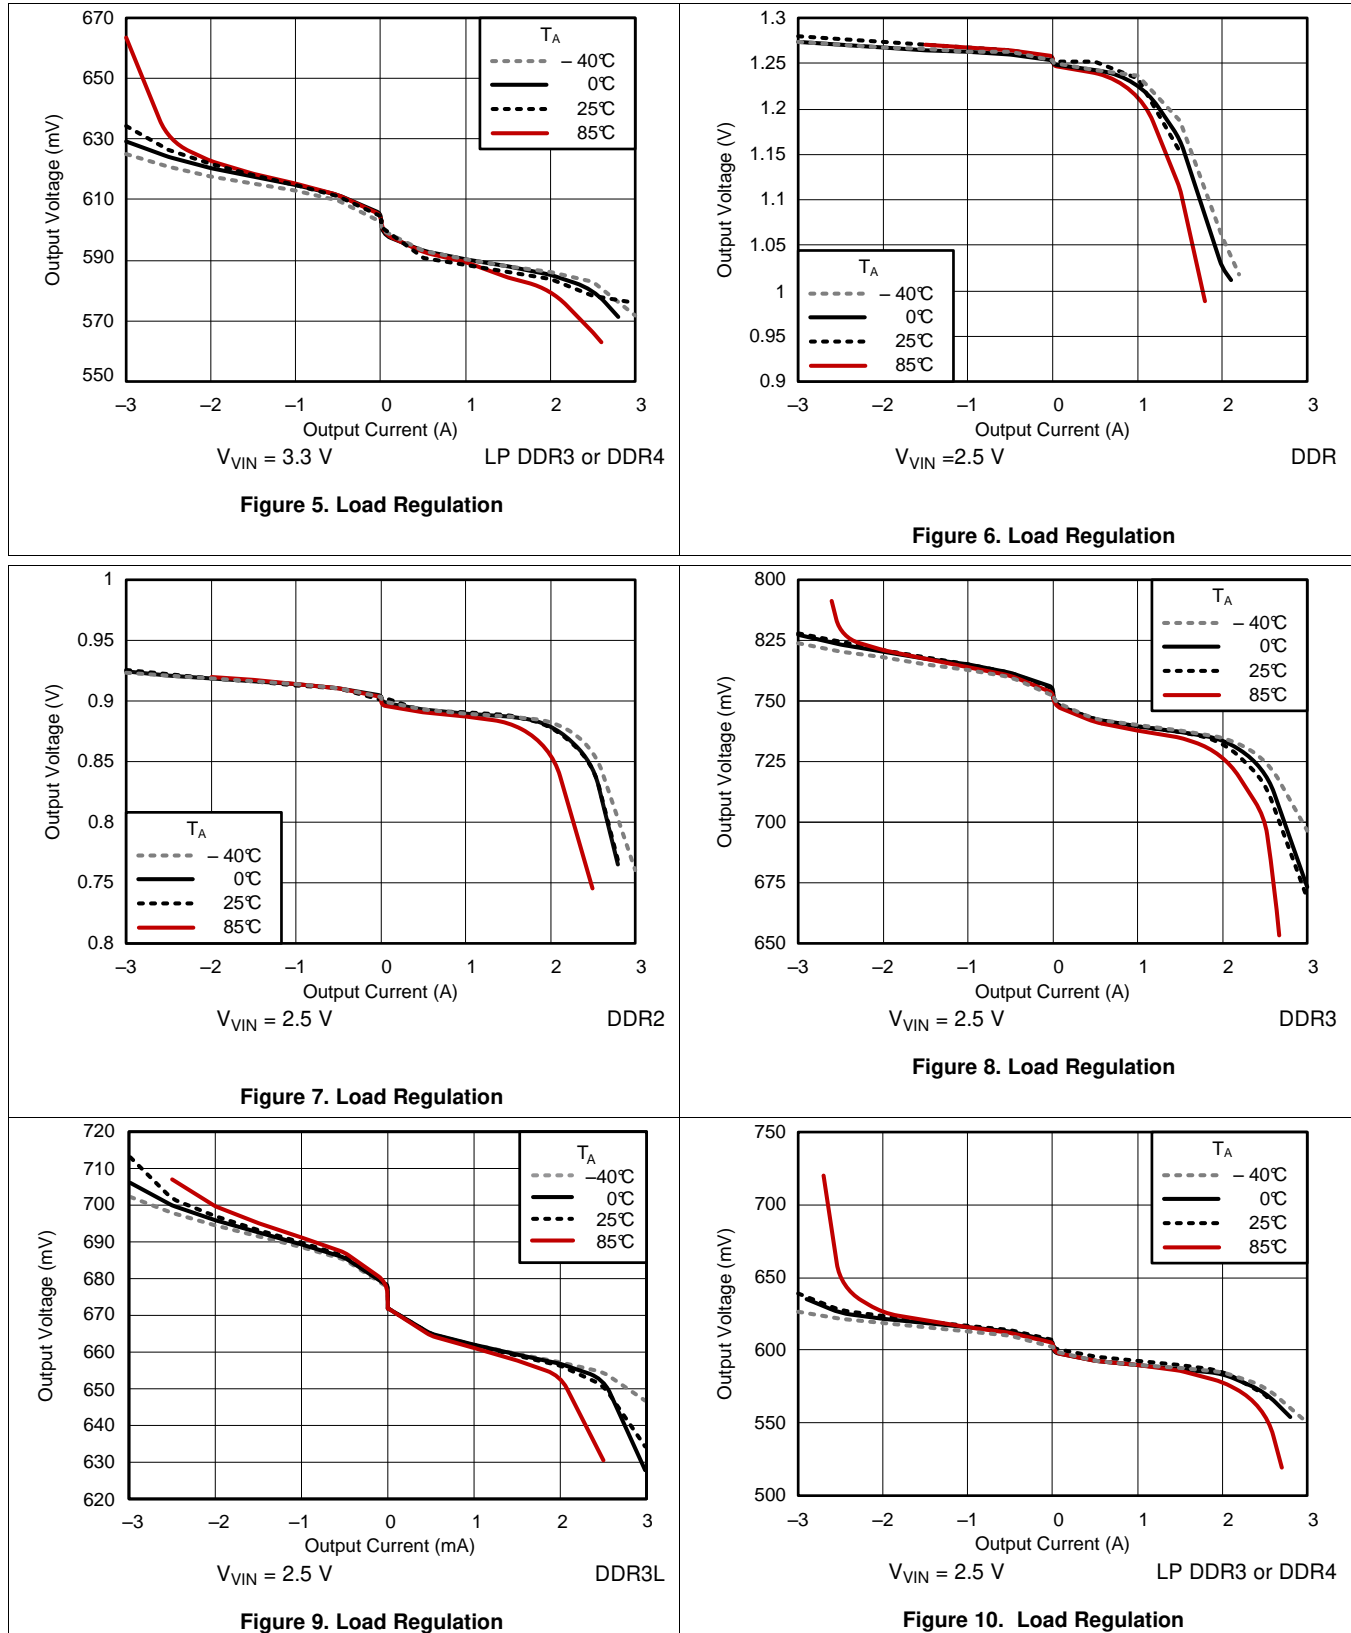 670
650
630
610
590
570
550
Output Voltage (mV)
T_A
– 40°C
0°C
25°C
85°C
–3 –2 –1 0 1 2 3
Output Current (A)
V_VIN = 3.3 V LP DDR3 or DDR4
Figure 5. Load Regulation
1.3
1.25
1.2
1.15
1.1
1.05
1
0.95
0.9
Output Voltage (V)
T_A
– 40°C
0°C
25°C
85°C
–3 –2 –1 0 1 2 3
Output Current (A)
V_VIN =2.5 V DDR
Figure 6. Load Regulation
1
0.95
0.9
0.85
0.8
0.75
0.8
Output Voltage (V)
T_A
– 40°C
0°C
25°C
85°C
–3 –2 –1 0 1 2 3
Output Current (A)
V_VIN = 2.5 V DDR2
Figure 7. Load Regulation
800
825
750
725
700
675
650
Output Voltage (mV)
T_A
– 40°C
0°C
25°C
85°C
–3 –2 –1 0 1 2 3
Output Current (A)
V_VIN = 2.5 V DDR3
Figure 8. Load Regulation
720
710
700
690
680
670
660
650
640
630
620
Output Voltage (mV)
T_A
–40°C
0°C
25°C
85°C
–3 –2 –1 0 1 2 3
Output Current (mA)
V_VIN = 2.5 V DDR3L
Figure 9. Load Regulation
750
700
650
600
550
500
Output Voltage (mV)
T_A
– 40°C
0°C
25°C
85°C
–3 –2 –1 0 1 2 3
Output Current (A)
V_VIN = 2.5 V LP DDR3 or DDR4
Figure 10. Load Regulation